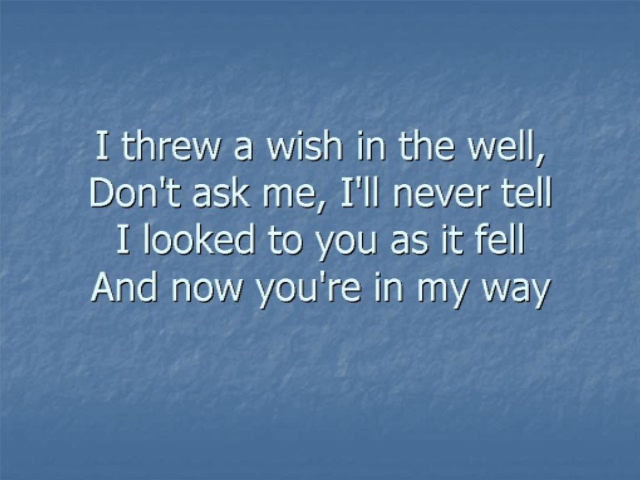 I threw a wish in the well,
Don't ask me, I'll never tell
I looked to you as it fell
And now you're in my way